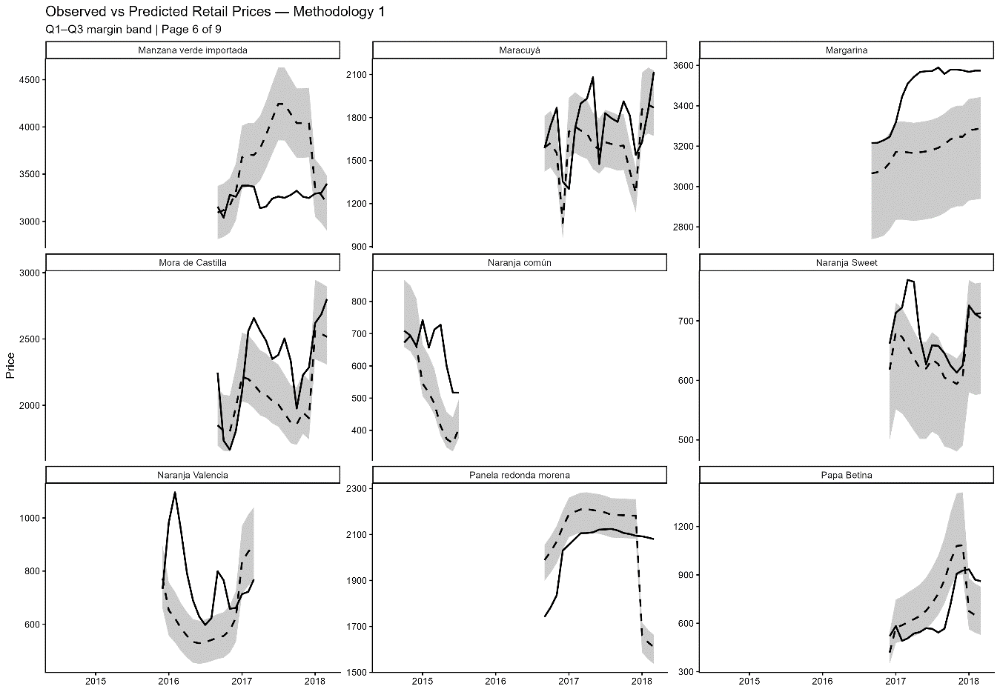 Observed vs Predicted Retail Prices — Methodology 1
Q1–Q3 margin band | Page 6 of 9
Manzana verde importada
Maracuyá
Margarina
4500
4000
3500
3000
2100
1800
1500
1200
900
3600
3400
3200
3000
2800
Mora de Castilla
Naranja común
Naranja Sweet
Price
3000
2500
2000
800
700
600
500
400
700
600
500
Naranja Valencia
Panela redonda morena
Papa Betina
1000
800
600
2300
2100
1900
1700
1500
1200
900
600
300
2015 2016 2017 2018
2015 2016 2017 2018
2015 2016 2017 2018